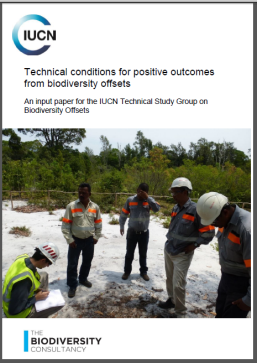 IUCN
Technical conditions for positive outcomes
from biodiversity offsets
An input paper for the IUCN Technical Study Group on
Biodiversity Offsets
THE
BIODIVERSITY
CONSULTANCY